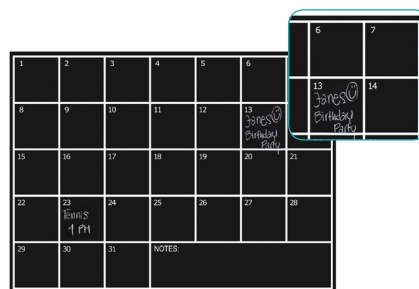 1 2 3 4 5 6
8 9 10 11 12 13
Janes
Birthday
Party
15 16 17 18 19 20 21
22 23 24 25 26 27 28
Tennis
4 PM
29 30 31 NOTES:
6 7
13 14
Janes
Birthday
Party